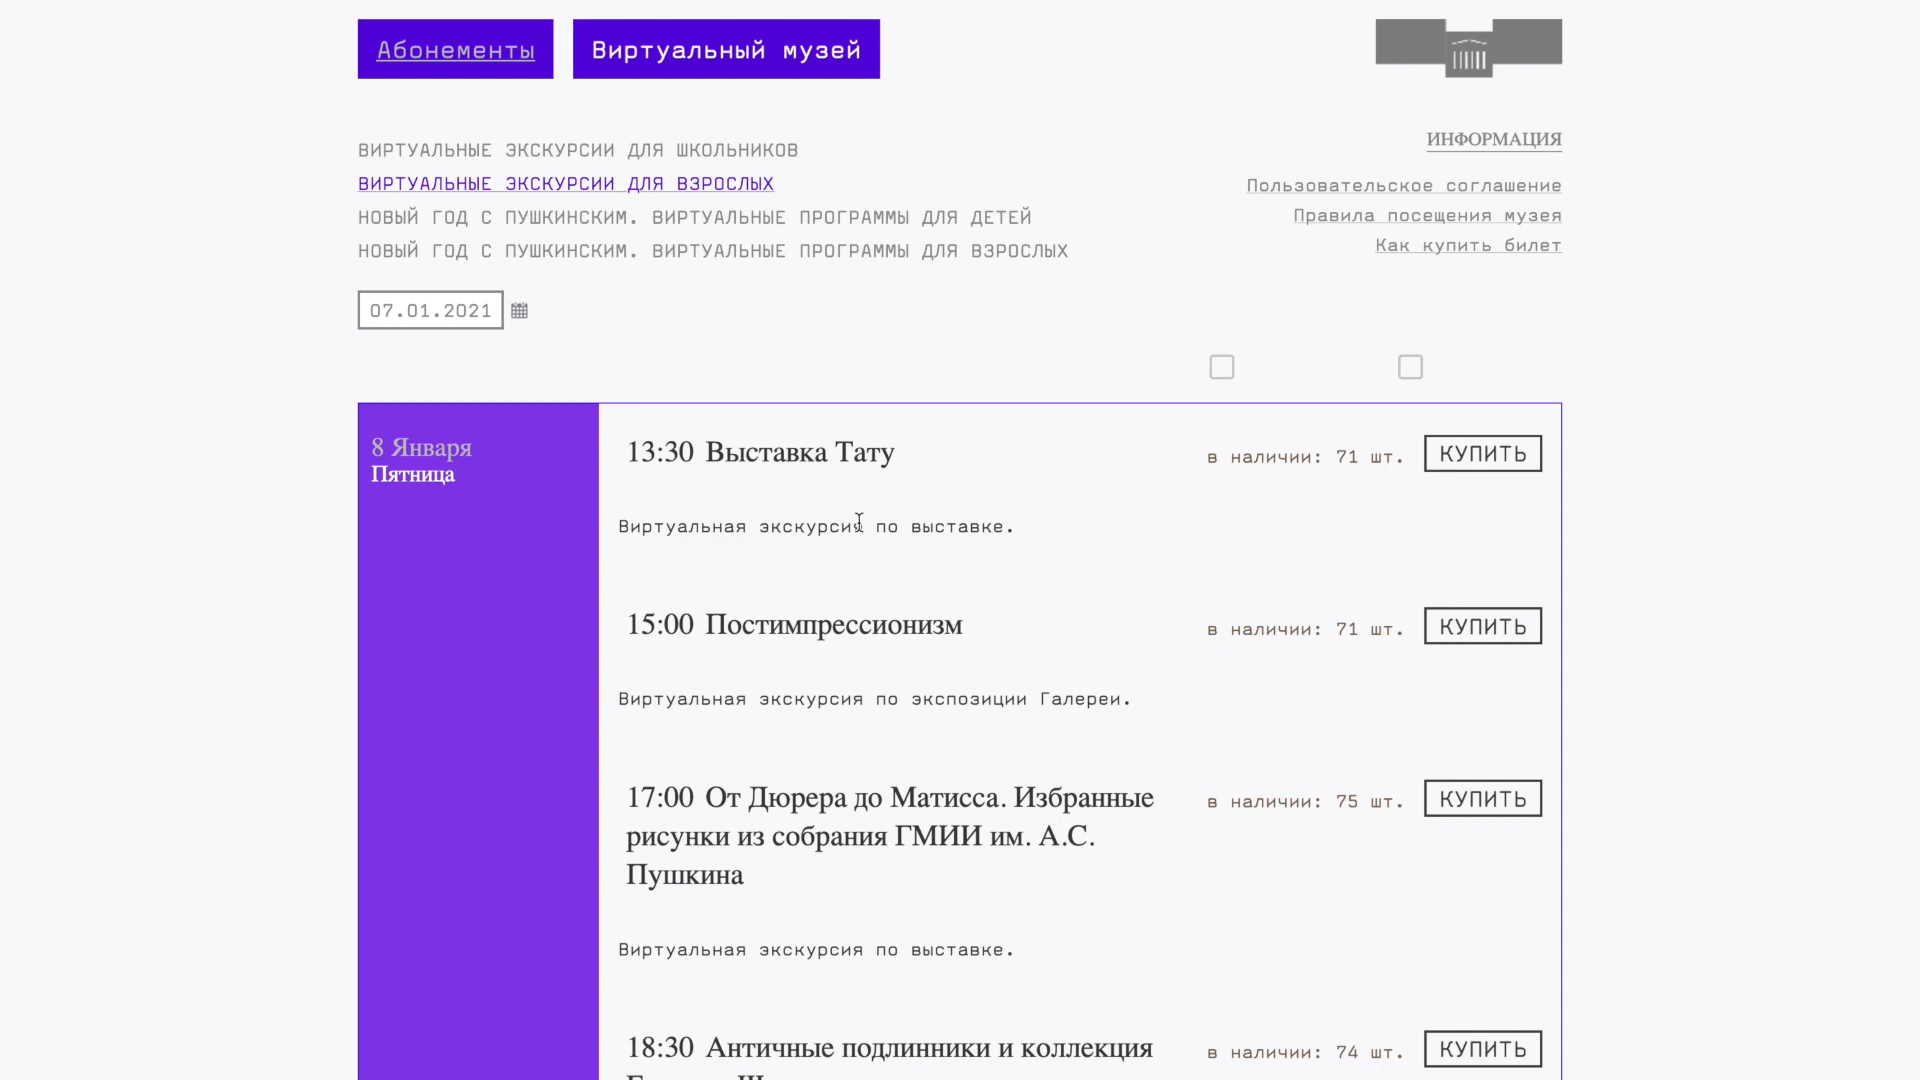 Абонементы
Виртуальный музей
ВИРТУАЛЬНЫЕ ЭКСКУРСИИ ДЛЯ ШКОЛЬНИКОВ
ВИРТУАЛЬНЫЕ ЭКСКУРСИИ ДЛЯ ВЗРОСЛЫХ
НОВЫЙ ГОД С ПУШКИНСКИМ. ВИРТУАЛЬНЫЕ ПРОГРАММЫ ДЛЯ ДЕТЕЙ
НОВЫЙ ГОД С ПУШКИНСКИМ. ВИРТУАЛЬНЫЕ ПРОГРАММЫ ДЛЯ ВЗРОСЛЫХ
ИНФОРМАЦИЯ
Пользовательское соглашение
Правила посещения музея
Как купить билет
07.01.2021
8 Января
Пятница
13:30 Выставка Тату
в наличии: 71 шт.
КУПИТЬ
Виртуальная экскурсия по выставке.
15:00 Постимпрессионизм
в наличии: 71 шт.
КУПИТЬ
Виртуальная экскурсия по экспозиции Галереи.
17:00 От Дюрера до Матисса. Избранные
рисунки из собрания ГМИИ им. А.С.
Пушкина
в наличии: 75 шт.
КУПИТЬ
Виртуальная экскурсия по выставке.
18:30 Античные подлинники и коллекция
в наличии: 74 шт.
КУПИТЬ